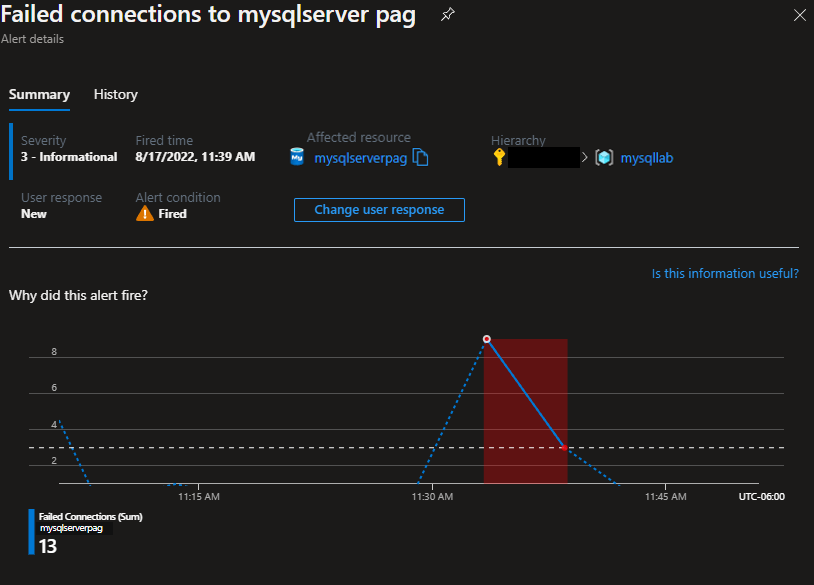 Failed connections to mysqlserver pag
Alert details
Summary History
Severity Fired time Affected resource Hierarchy
3 - Informational 8/17/2022, 11:39 AM mysqlserverpag mysqllab
User response Alert condition
New Fired Change user response
Is this information useful?
Why did this alert fire?
8
6
4
2
11:15 AM 11:30 AM 11:45 AM UTC-06:00
Failed Connections (Sum)
mysqlserverpag
13